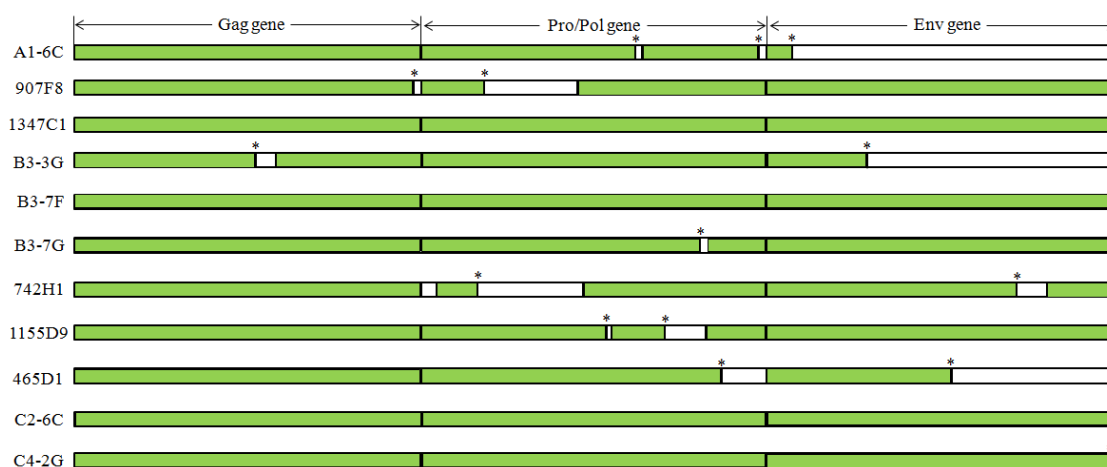 Gag gene Pro/Pol gene Env gene
A1-6C * * *
907F8 * *
1347C1
B3-3G * *
B3-7F
B3-7G *
742H1 * *
1155D9 * *
465D1 * *
C2-6C
C4-2G